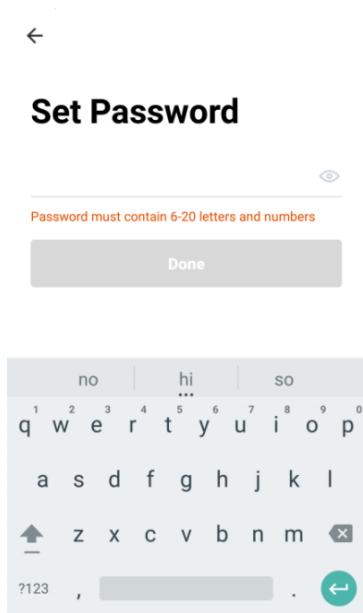 Set Password
Password must contain 6-20 letters and numbers
Done
no hi so
1 2 3 4 5 6 7 8 9 0
q w e r t y u i o p
a s d f g h j k l
z x c v b n m
?123 , .